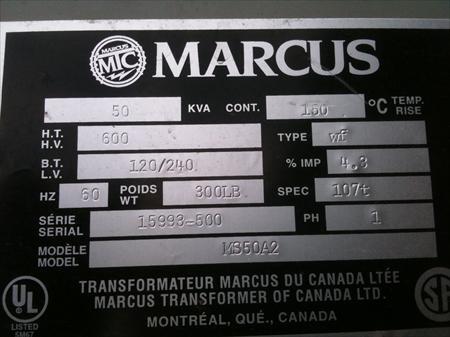 MARCUS
MTC
MARCUS
50 KVA CONT. 150 °C TEMP. RISE
H.T. H.V. 600 TYPE wf
B.T. L.V. 120/240 % IMP 4.3
HZ 60 POIDS WT 300LB SPEC 107t
SÉRIE SERIAL 15993-500 PH 1
MODÈLE MODEL MS50A2
TRANSFORMATEUR MARCUS DU CANADA LTÉE
MARCUS TRANSFORMER OF CANADA LTD.
MONTRÉAL, QUÉ., CANADA
UL
LISTED
5M67